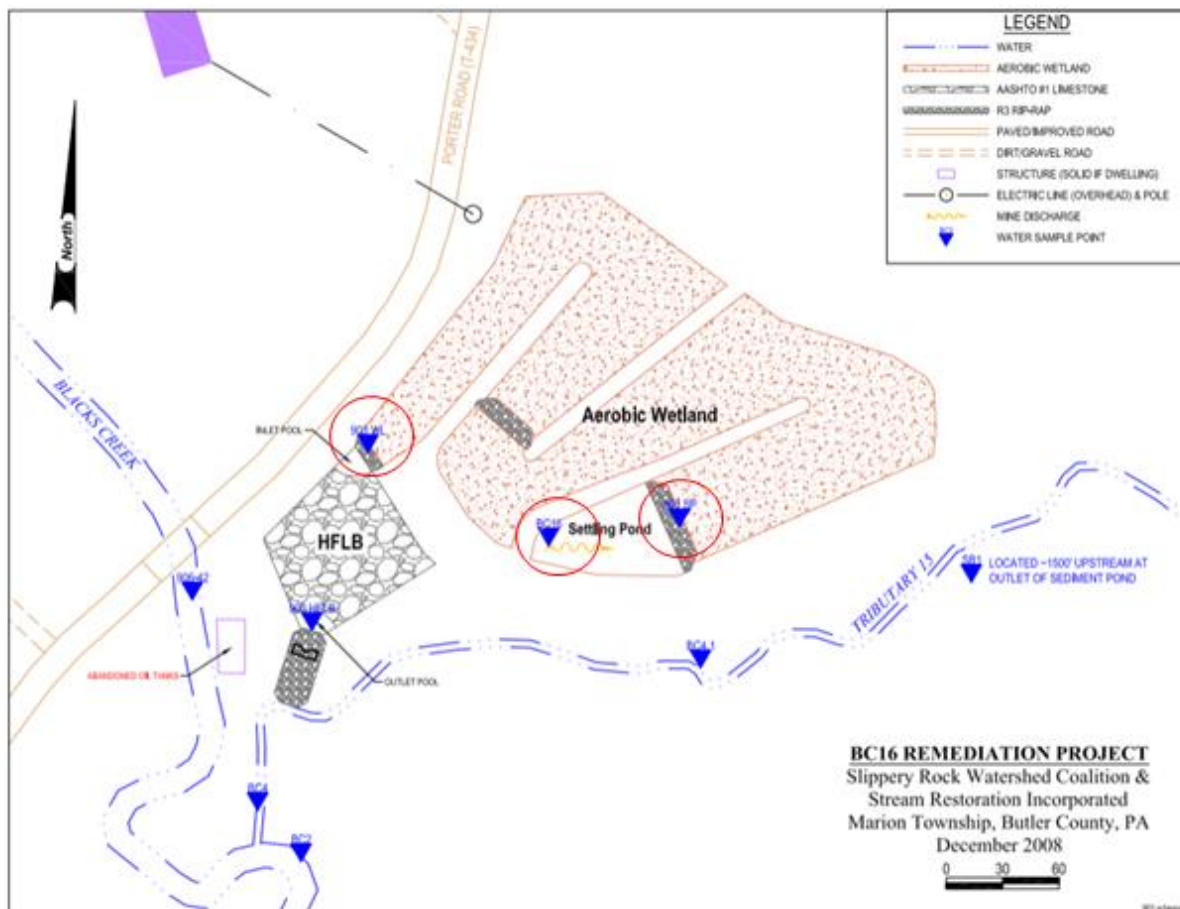 LEGEND
WATER
AEROBIC WETLAND
AASHTO #1 LIMESTONE
R3 RIP-RAP
PAVED/IMPROVED ROAD
DIRT/GRAVEL ROAD
STRUCTURE (SOLID IF DWELLING)
ELECTRIC LINE (OVERHEAD) & POLE
MINE DISCHARGE
WATER SAMPLE POINT
PORTER ROAD (T-434)
North
BLACKS CREEK
INLET POOL
Aerobic Wetland
BC16
Settling Pond
HFLB
TRIBUTARY 15
SR1
LOCATED ~1500' UPSTREAM AT
OUTLET OF SEDIMENT POND
BC4.1
ABANDONED OIL TANKS
OUTLET POOL
BC4
BC2
BC16 REMEDIATION PROJECT
Slippery Rock Watershed Coalition &
Stream Restoration Incorporated
Marion Township, Butler County, PA
December 2008
0 30 60